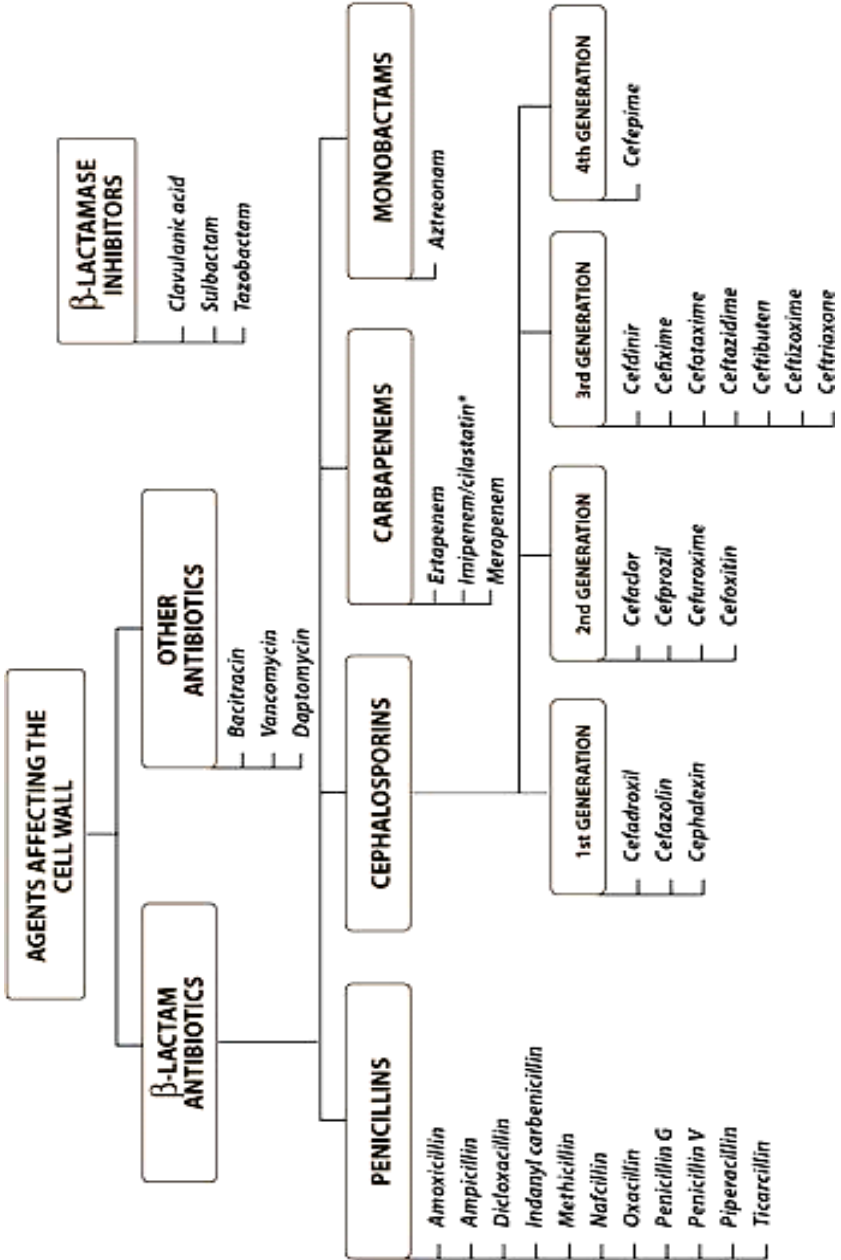 AGENTS AFFECTING THE
CELL WALL
β-LACTAM
ANTIBIOTICS
OTHER
ANTIBIOTICS
Bacitracin
Vancomycin
Daptomycin
β-LACTAMASE
INHIBITORS
Clavulanic acid
Sulbactam
Tazobactam
PENICILLINS
Amoxicillin
Ampicillin
Dicloxacillin
Indanyl carbenicillin
Methicillin
Nafcillin
Oxacillin
Penicillin G
Penicillin V
Piperacillin
Ticarcillin
CEPHALOSPORINS
CARBAPENEMS
Ertapenem
Imipenem/cilastatin*
Meropenem
MONOBACTAMS
Aztreonam
1st GENERATION
Cefadroxil
Cefazolin
Cephalexin
2nd GENERATION
Cefaclor
Cefprozil
Cefuroxime
Cefoxitin
3rd GENERATION
Cefdinir
Cefixime
Cefotaxime
Ceftazidime
Ceftibuten
Ceftizoxime
Ceftriaxone
4th GENERATION
Cefepime